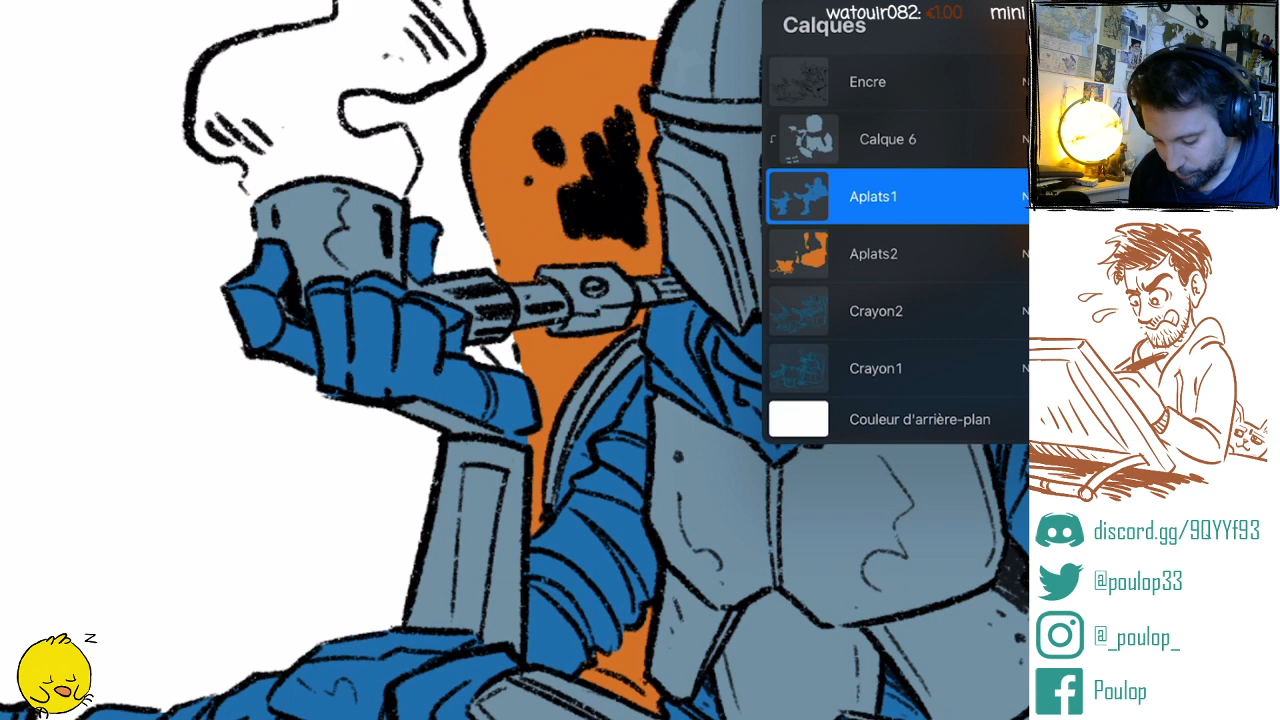 watouir082: €1.00 mini
Calques
Encre N
Calque 6 N
Aplats1 N
Aplats2 N
Crayon2 N
Crayon1 N
Couleur d'arrière-plan
discord.gg/9QYYf93
@poulop33
@_poulop_
Poulop
z